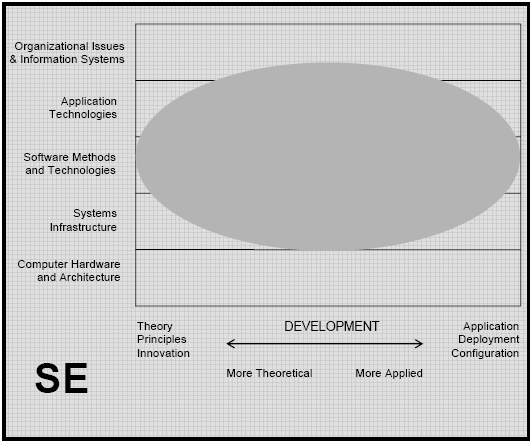 Organizational Issues
& Information Systems
Application
Technologies
Software Methods
and Technologies
Systems
Infrastructure
Computer Hardware
and Architecture
Theory
Principles
Innovation
DEVELOPMENT
Application
Deployment
Configuration
More Theoretical
More Applied
SE